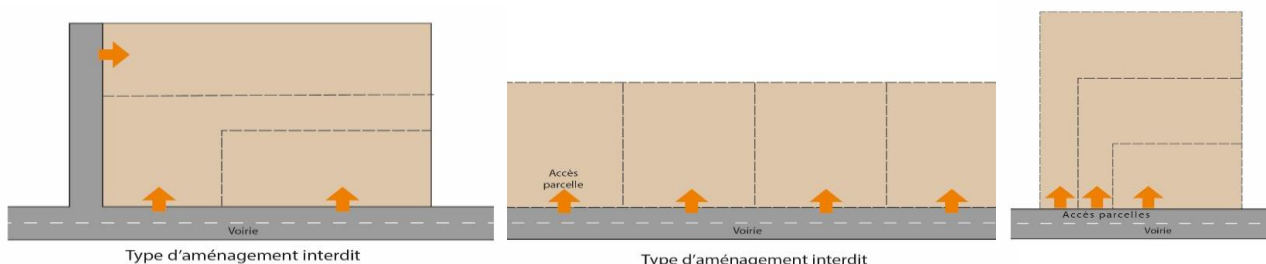 Voirie
Type d'aménagement interdit
Accès
parcelle
Voirie
Type d'aménagement interdit
Accès parcelles
Voirie